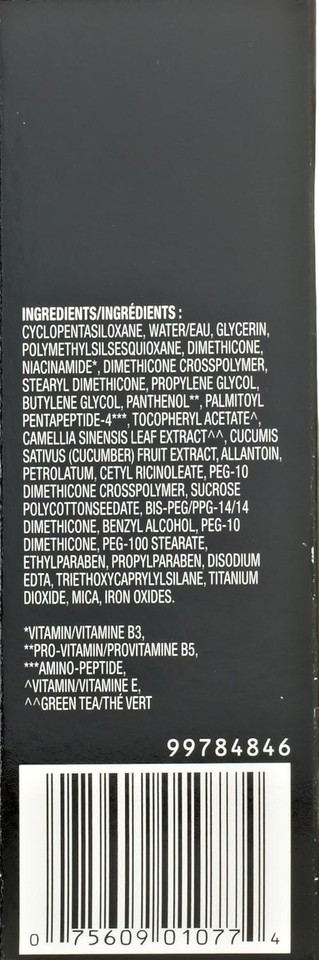 INGREDIENTS/INGRÉDIENTS :
CYCLOPENTASILOXANE, WATER/EAU, GLYCERIN,
POLYMETHYLSILSESQUIOXANE, DIMETHICONE,
NIACINAMIDE*, DIMETHICONE CROSSPOLYMER,
STEARYL DIMETHICONE, PROPYLENE GLYCOL,
BUTYLENE GLYCOL, PANTHENOL**, PALMITOYL
PENTAPEPTIDE-4***, TOCOPHERYL ACETATE^,
CAMELLIA SINENSIS LEAF EXTRACT^^, CUCUMIS
SATIVUS (CUCUMBER) FRUIT EXTRACT, ALLANTOIN,
PETROLATUM, CETYL RICINOLEATE, PEG-10
DIMETHICONE CROSSPOLYMER, SUCROSE
POLYCOTTONSEEDATE, BIS-PEG/PPG-14/14
DIMETHICONE, BENZYL ALCOHOL, PEG-10
DIMETHICONE, PEG-100 STEARATE,
ETHYLPARABEN, PROPYLPARABEN, DISODIUM
EDTA, TRIETHOXYCAPRYLYLSILANE, TITANIUM
DIOXIDE, MICA, IRON OXIDES.
*VITAMIN/VITAMINE B3,
**PRO-VITAMIN/PROVITAMINE B5,
***AMINO-PEPTIDE,
^VITAMIN/VITAMINE E,
^^GREEN TEA/THÉ VERT
99784846
0 75609 01077 4